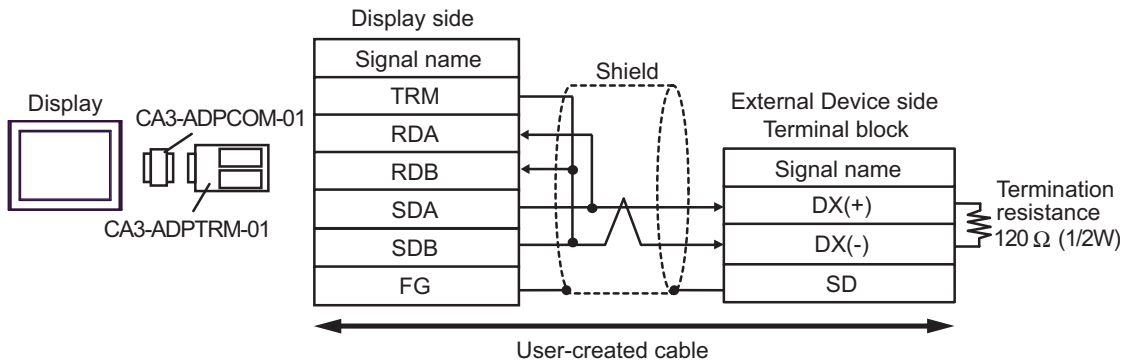 Display side
Signal name
TRM
RDA
RDB
SDA
SDB
FG
Display
CA3-ADPCOM-01
CA3-ADPTRM-01
Shield
External Device side
Terminal block
Signal name
DX(+)
DX(-)
SD
Termination
resistance
120 Ω (1/2W)
User-created cable